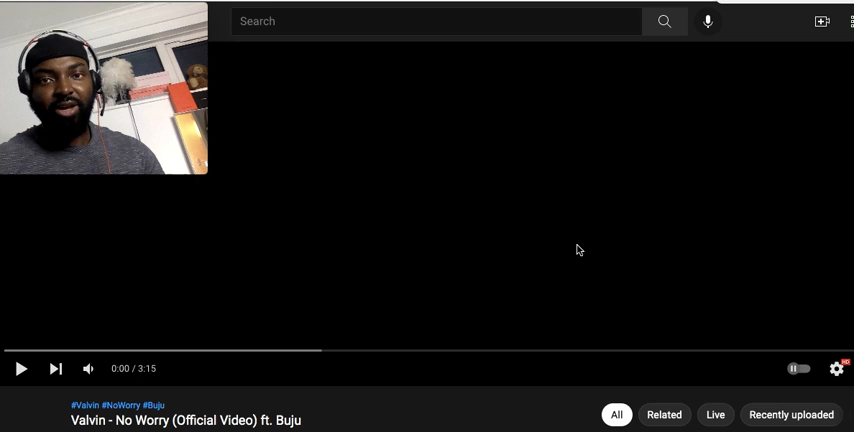 Search
HD
0:00 / 3:15
#Valvin #NoWorry #Buju
Valvin - No Worry (Official Video) ft. Buju
All
Related
Live
Recently uploaded